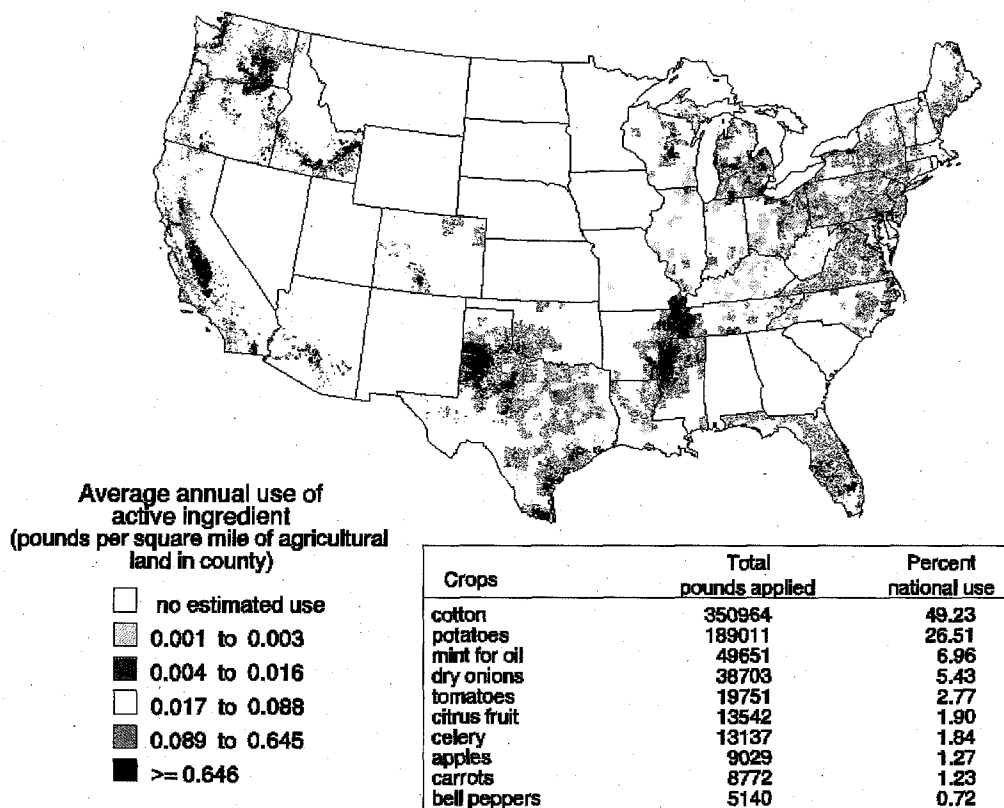 Average annual use of
active ingredient
(pounds per square mile of agricultural
land in county)
no estimated use
0.001 to 0.003
0.004 to 0.016
0.017 to 0.088
0.089 to 0.645
>= 0.646
Crops Total pounds applied Percent national use
cotton 350964 49.23
potatoes 189011 26.51
mint for oil 49651 6.96
dry onions 38703 5.43
tomatoes 19751 2.77
citrus fruit 13542 1.90
celery 13137 1.84
apples 9029 1.27
carrots 8772 1.23
bell peppers 5140 0.72